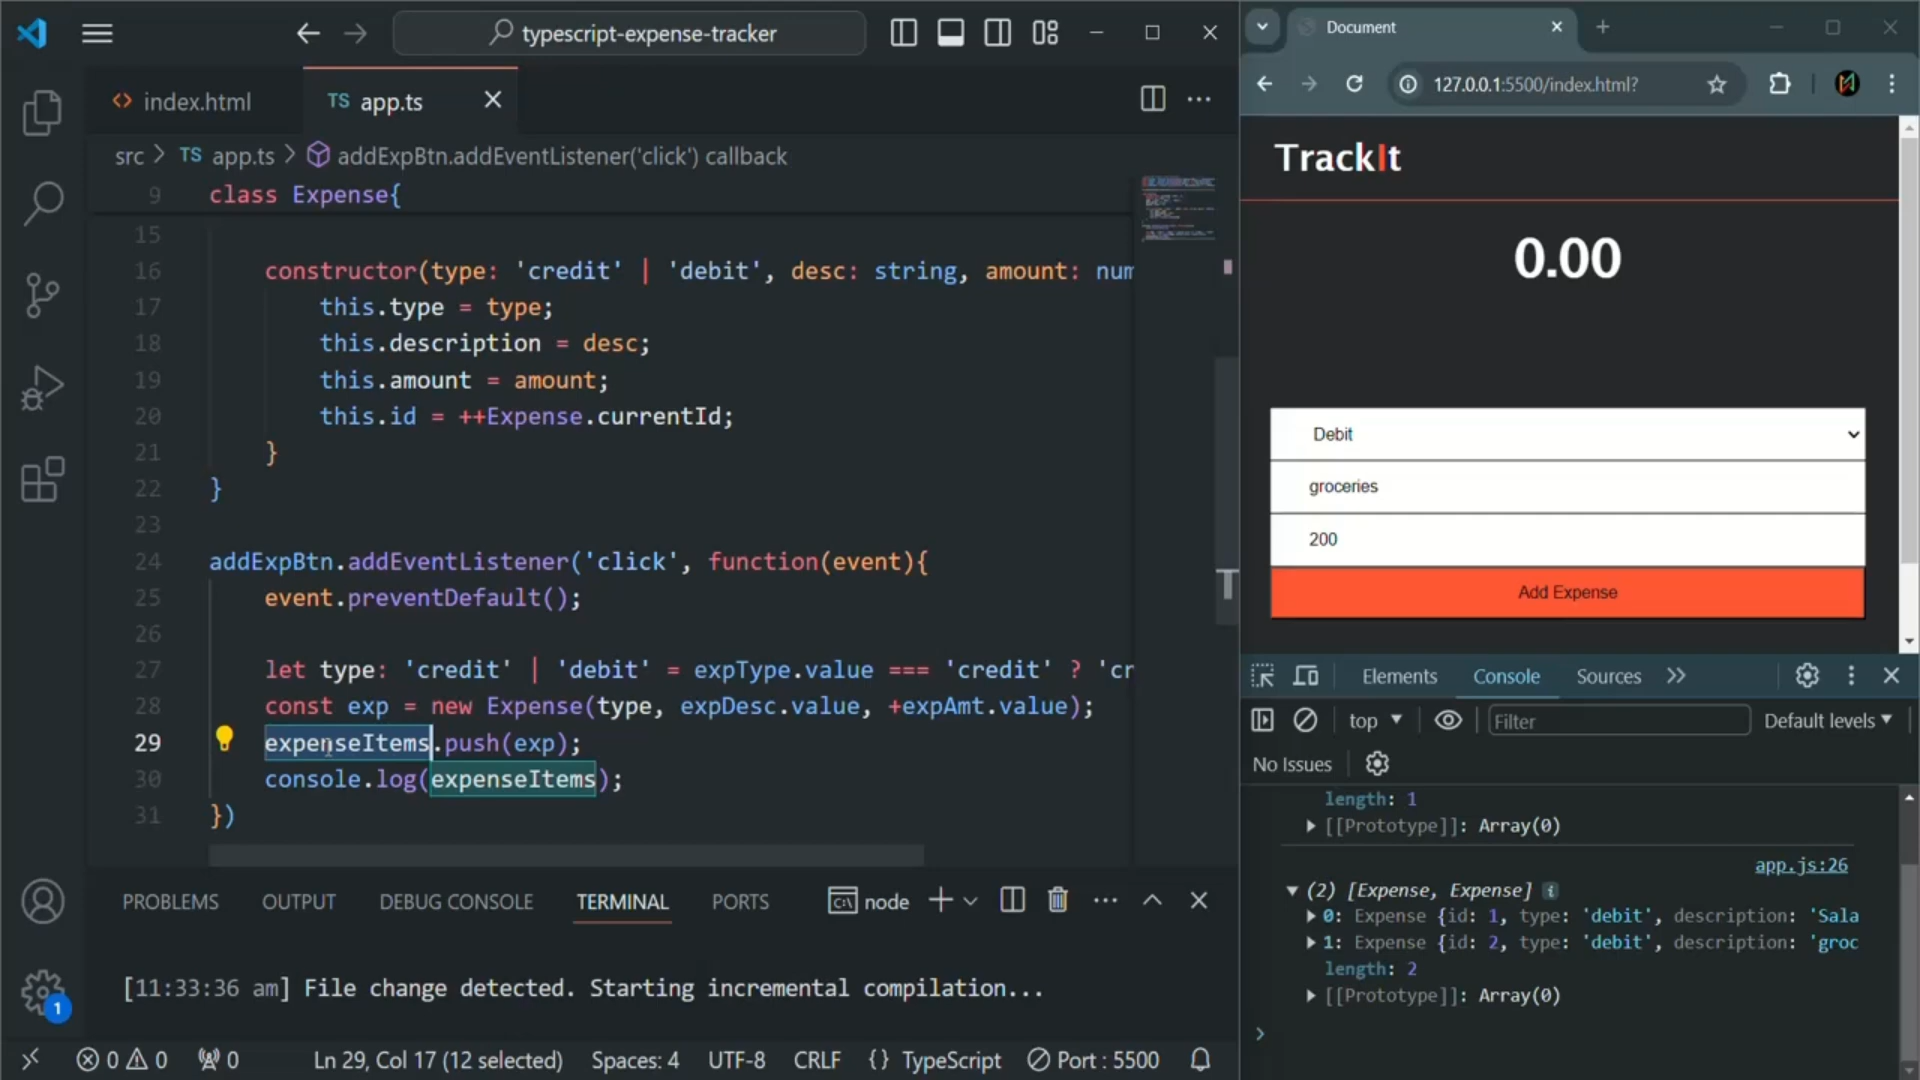 typescript-expense-tracker
index.html
TS app.ts
src > TS app.ts > addExpBtn.addEventListener('click') callback
9 class Expense{
15
16 constructor(type: 'credit' | 'debit', desc: string, amount: num
17 this.type = type;
18 this.description = desc;
19 this.amount = amount;
20 this.id = ++Expense.currentId;
21 }
22 }
23
24 addExpBtn.addEventListener('click', function(event){
25 event.preventDefault();
26
27 let type: 'credit' | 'debit' = expType.value === 'credit' ? 'cr
28 const exp = new Expense(type, expDesc.value, +expAmt.value);
29 expenseItems.push(exp);
30 console.log(expenseItems);
31 })
PROBLEMS OUTPUT DEBUG CONSOLE TERMINAL PORTS node
[11:33:36 am] File change detected. Starting incremental compilation...
1
0 0 0 Ln 29, Col 17 (12 selected) Spaces: 4 UTF-8 CRLF {} TypeScript Port : 5500
Document
127.0.0.1:5500/index.html?
TrackIt
0.00
Debit
groceries
200
Add Expense
Elements Console Sources
top Filter Default levels
No Issues
length: 1
[[Prototype]]: Array(0)
app.js:26
(2) [Expense, Expense] i
0: Expense {id: 1, type: 'debit', description: 'Sala
1: Expense {id: 2, type: 'debit', description: 'groc
length: 2
[[Prototype]]: Array(0)